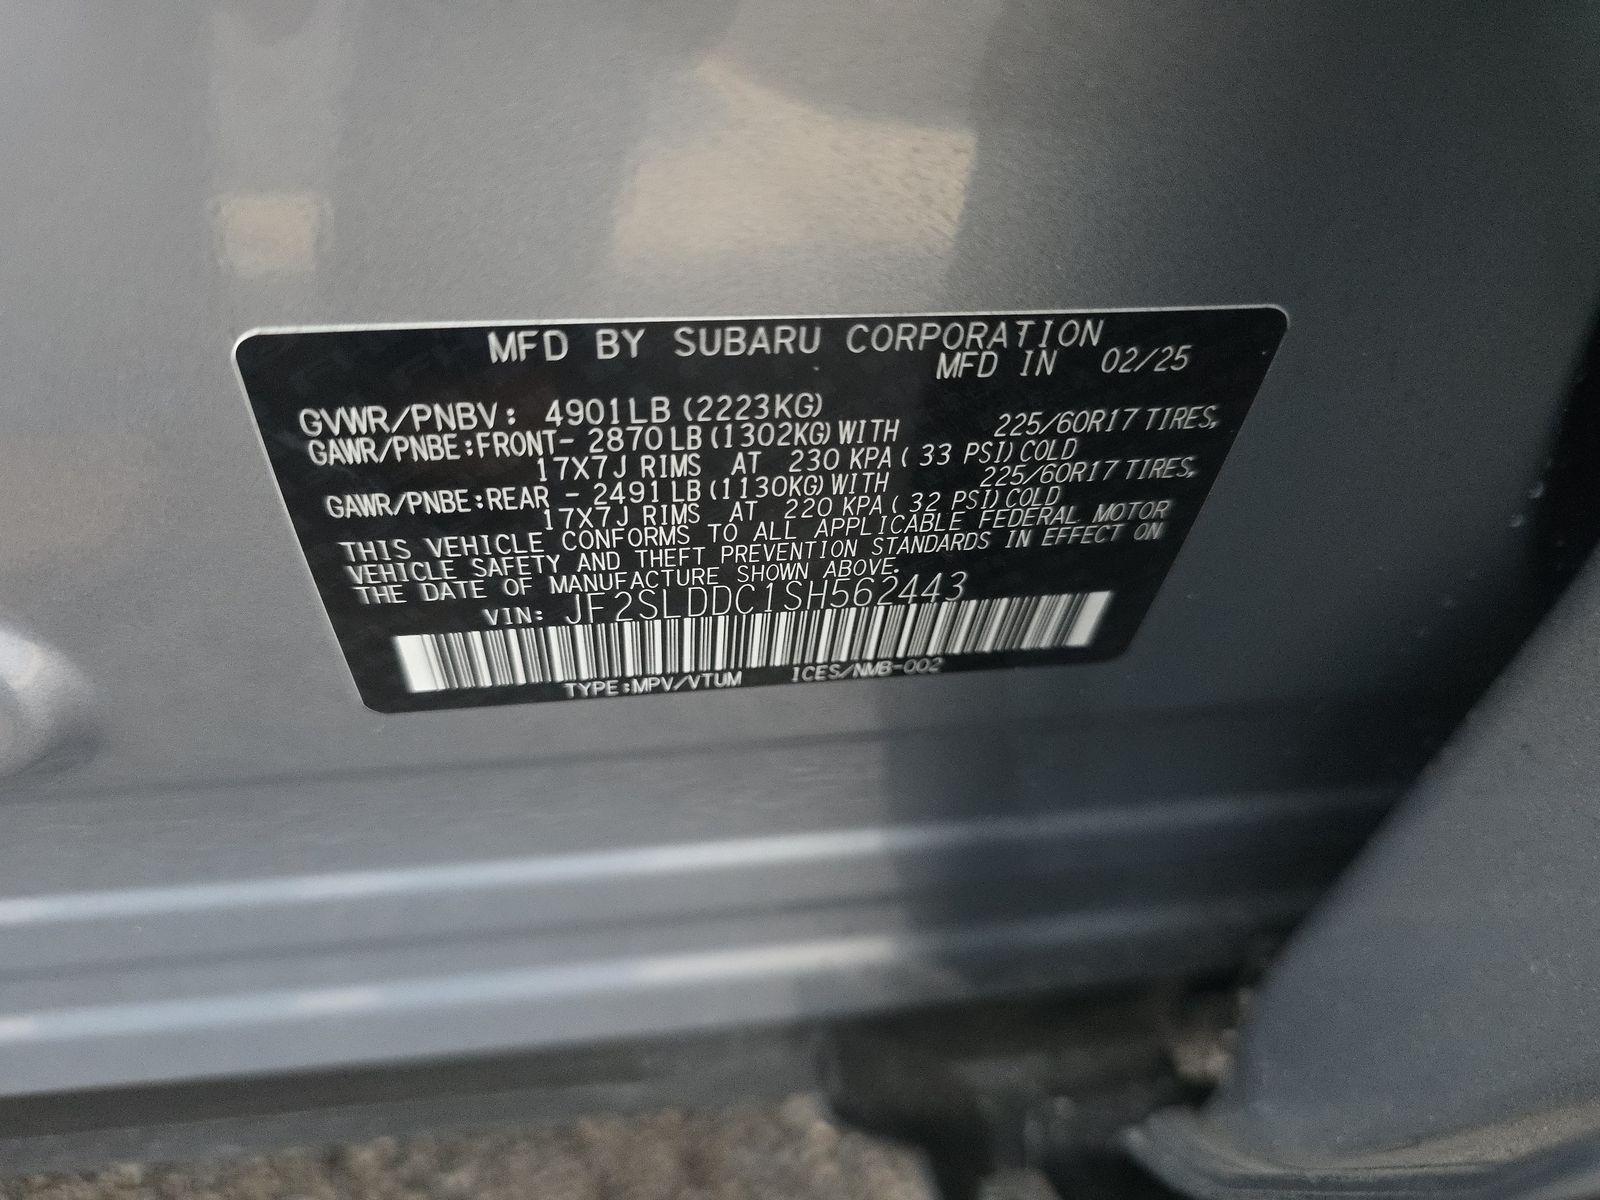 MFD BY SUBARU CORPORATION
MFD IN 02/25
GVWR/PNBV: 4901LB(2223KG)
GAWR/PNBE:FRONT- 2870LB(1302KG)WITH 225/60R17 TIRES,
17X7J RIMS AT 230 KPA( 33 PSI)COLD
GAWR/PNBE:REAR - 2491LB(1130KG)WITH 225/60R17 TIRES,
17X7J RIMS AT 220 KPA( 32 PSI)COLD
THIS VEHICLE CONFORMS TO ALL APPLICABLE FEDERAL MOTOR
VEHICLE SAFETY AND THEFT PREVENTION STANDARDS IN EFFECT ON
THE DATE OF MANUFACTURE SHOWN ABOVE.
VIN: JF2SLDDC1SH562443
TYPE:MPV/VTUM ICES/NMB-002